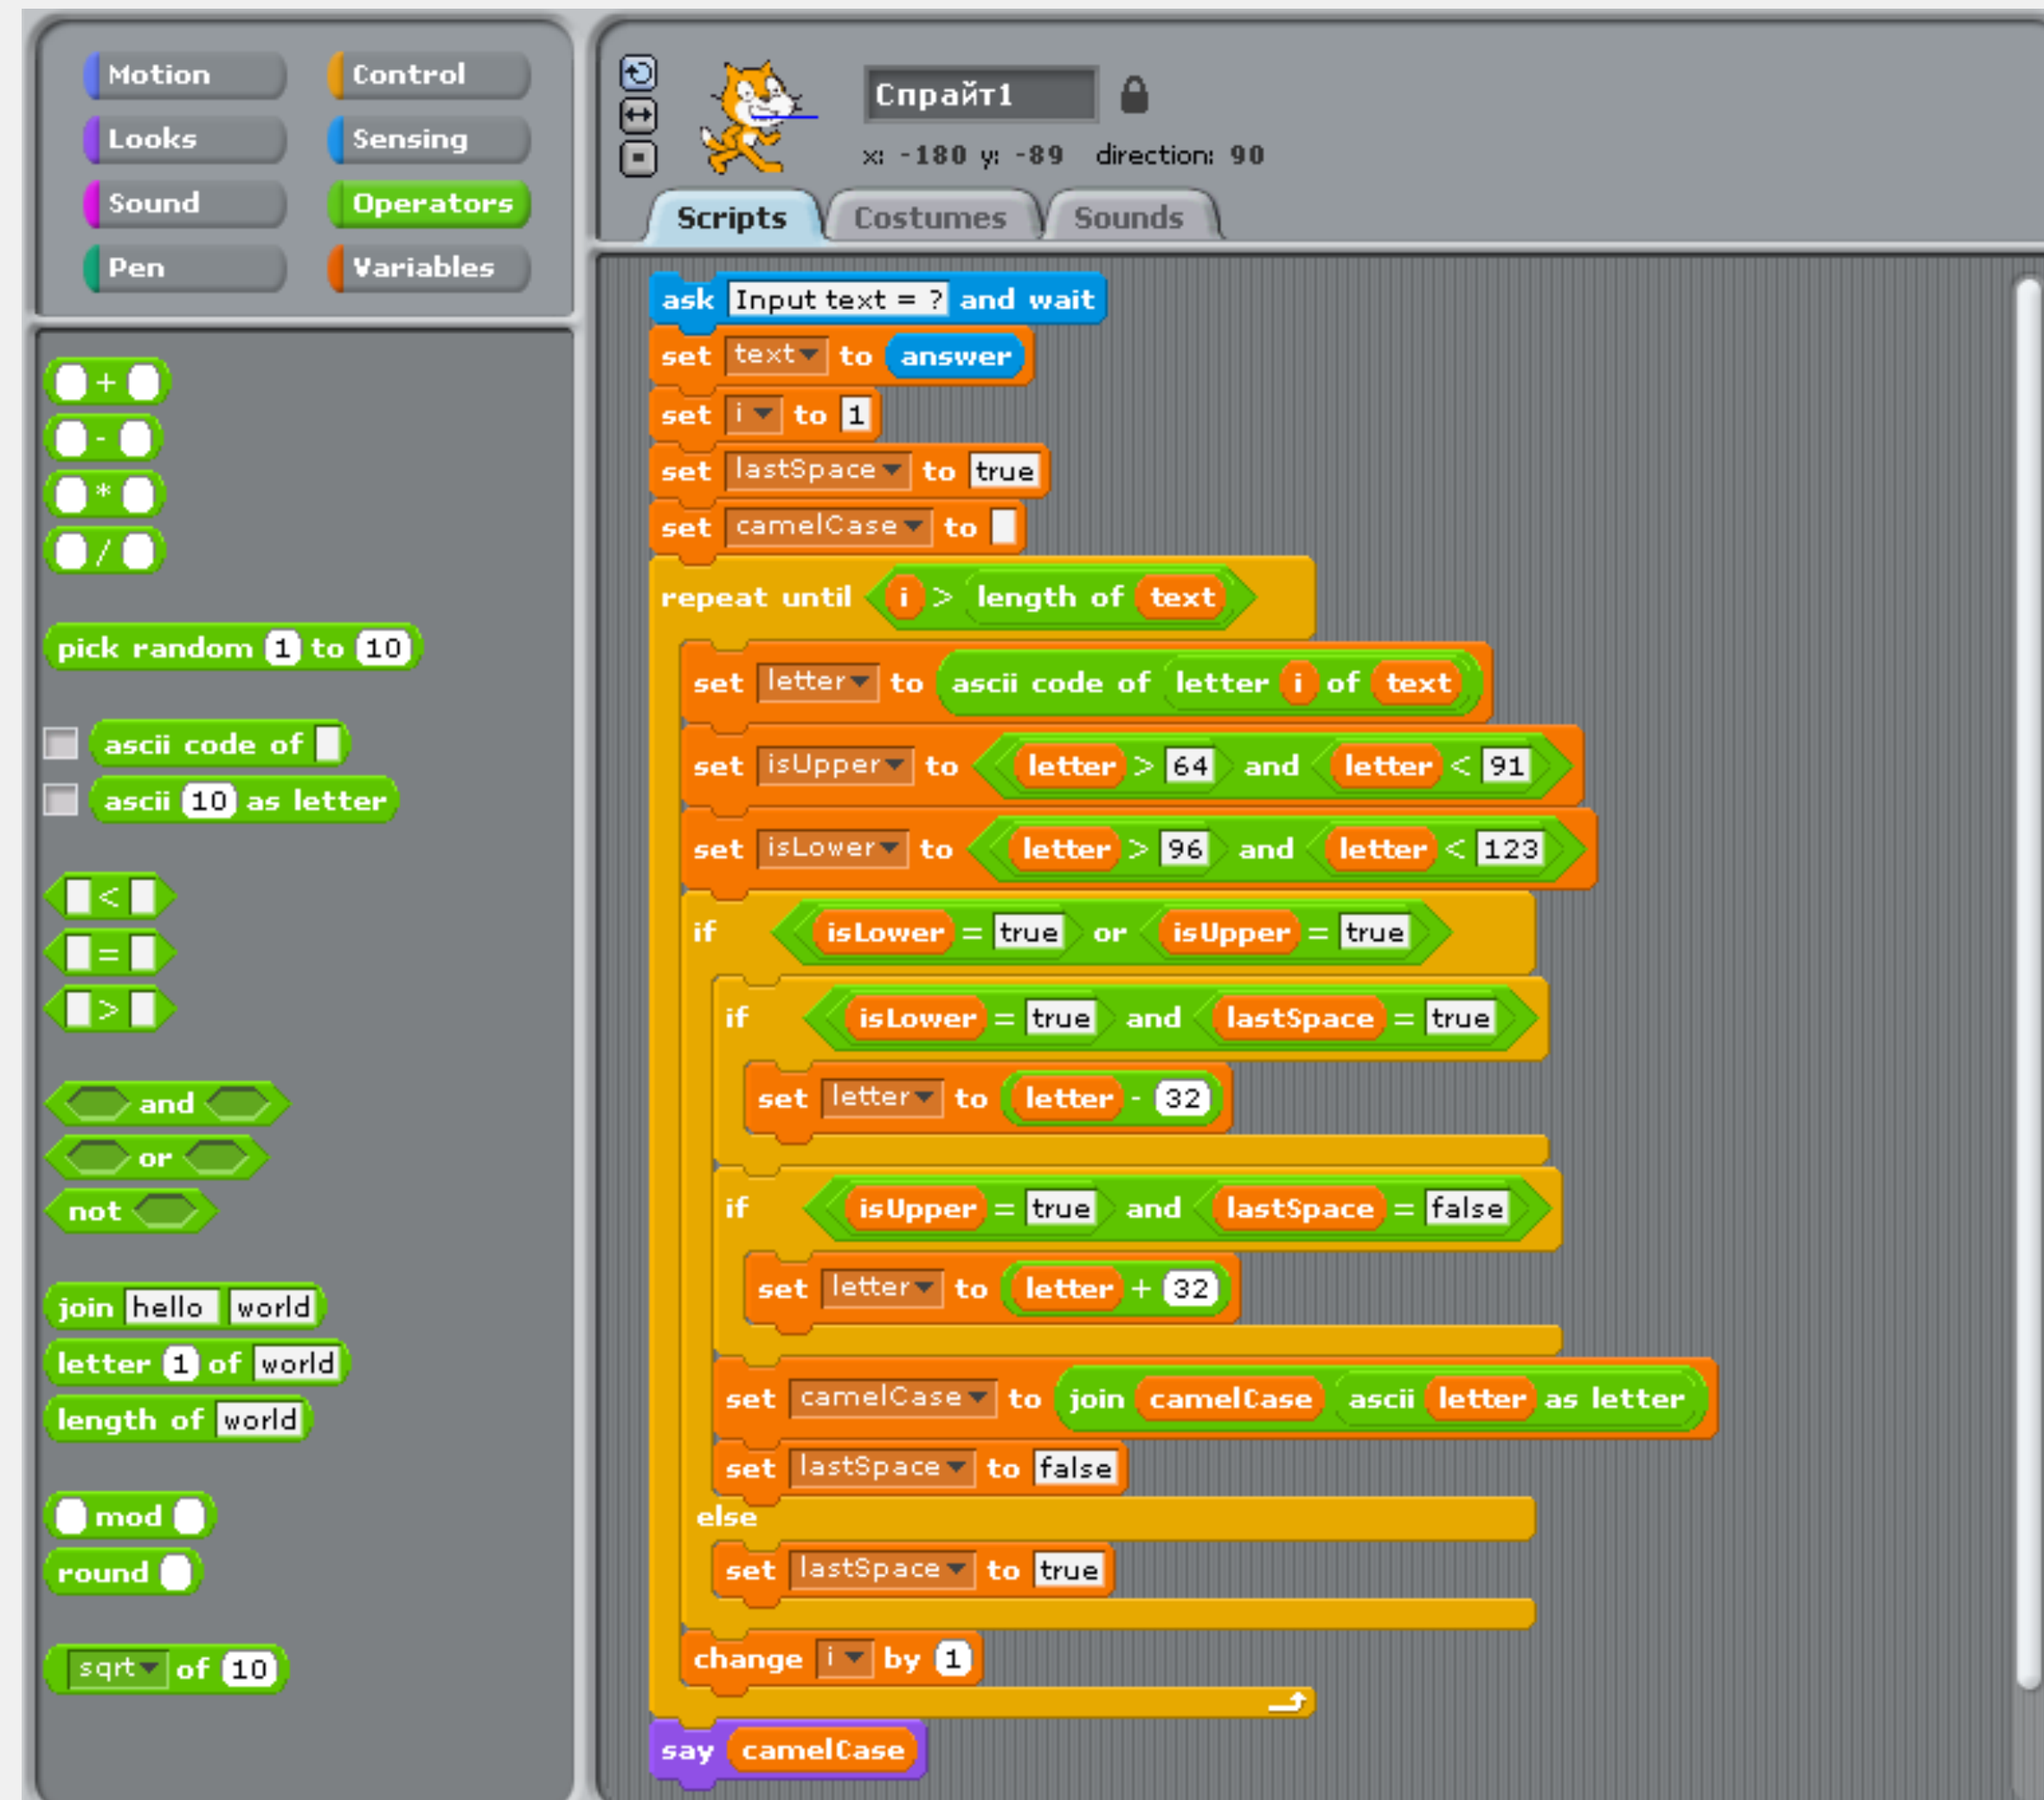 Motion Control
Looks Sensing
Sound Operators
Pen Variables
+
-
*
/
pick random 1 to 10
ascii code of
ascii 10 as letter
<
=
>
and
or
not
join hello world
letter 1 of world
length of world
mod
round
sqrt of 10
Спрайт1
x: -180 y: -89 direction: 90
Scripts Costumes Sounds
ask Input text = ? and wait
set text to answer
set i to 1
set lastSpace to true
set camelCase to
repeat until i > length of text
set letter to ascii code of letter i of text
set isUpper to letter > 64 and letter < 91
set isLower to letter > 96 and letter < 123
if isLower = true or isUpper = true
if isLower = true and lastSpace = true
set letter to letter - 32
if isUpper = true and lastSpace = false
set letter to letter + 32
set camelCase to join camelCase ascii letter as letter
set lastSpace to false
else
set lastSpace to true
change i by 1
say camelCase